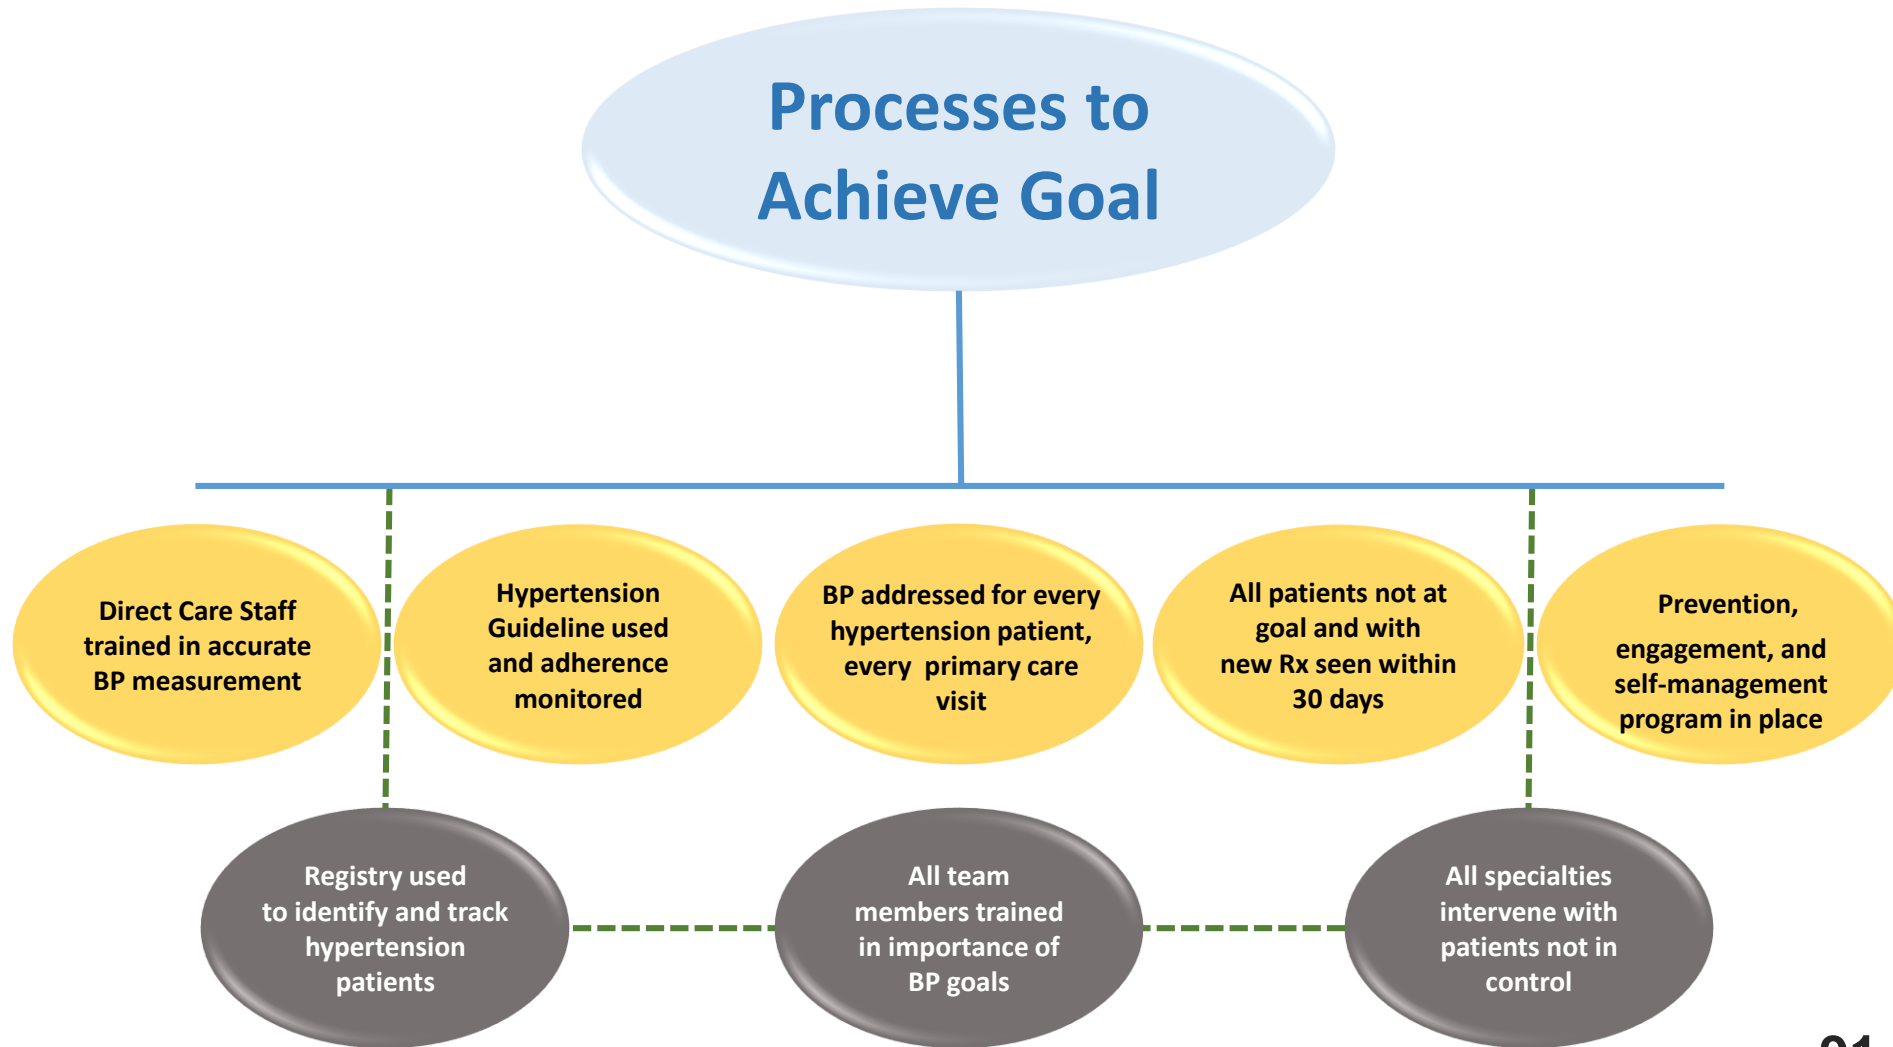 Processes to
Achieve Goal
Direct Care Staff
trained in accurate
BP measurement
Hypertension
Guideline used
and adherence
monitored
BP addressed for every
hypertension patient,
every primary care
visit
All patients not at
goal and with
new Rx seen within
30 days
Prevention,
engagement, and
self-management
program in place
Registry used
to identify and track
hypertension
patients
All team
members trained
in importance of
BP goals
All specialties
intervene with
patients not in
control